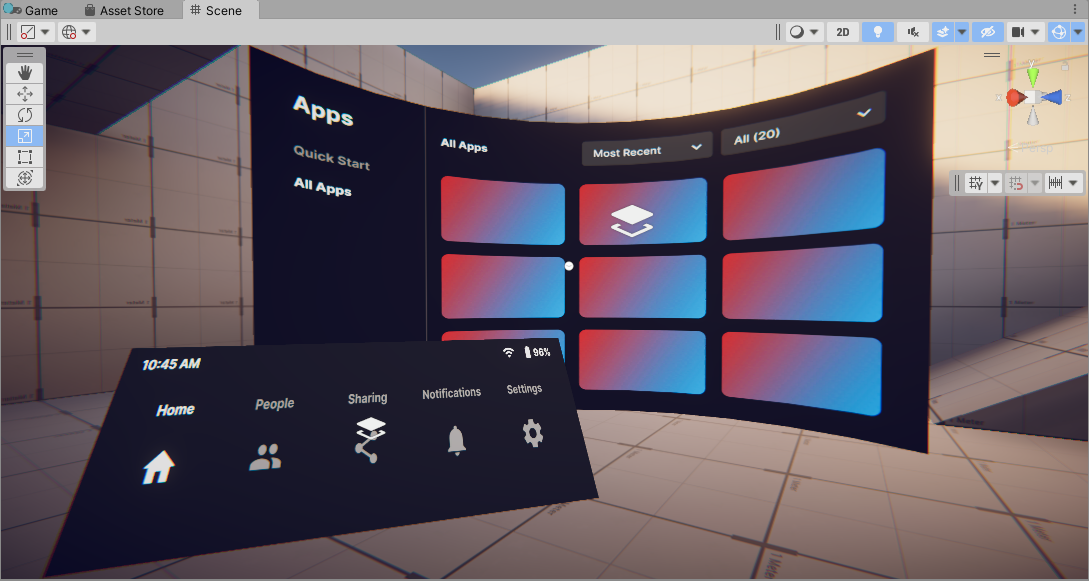 Game
Asset Store
Scene
2D
Apps
Quick Start
All Apps
All Apps
Most Recent
All (20)
y
x
z
Persp
Y
10:45 AM
96%
Home
People
Sharing
Notifications
Settings